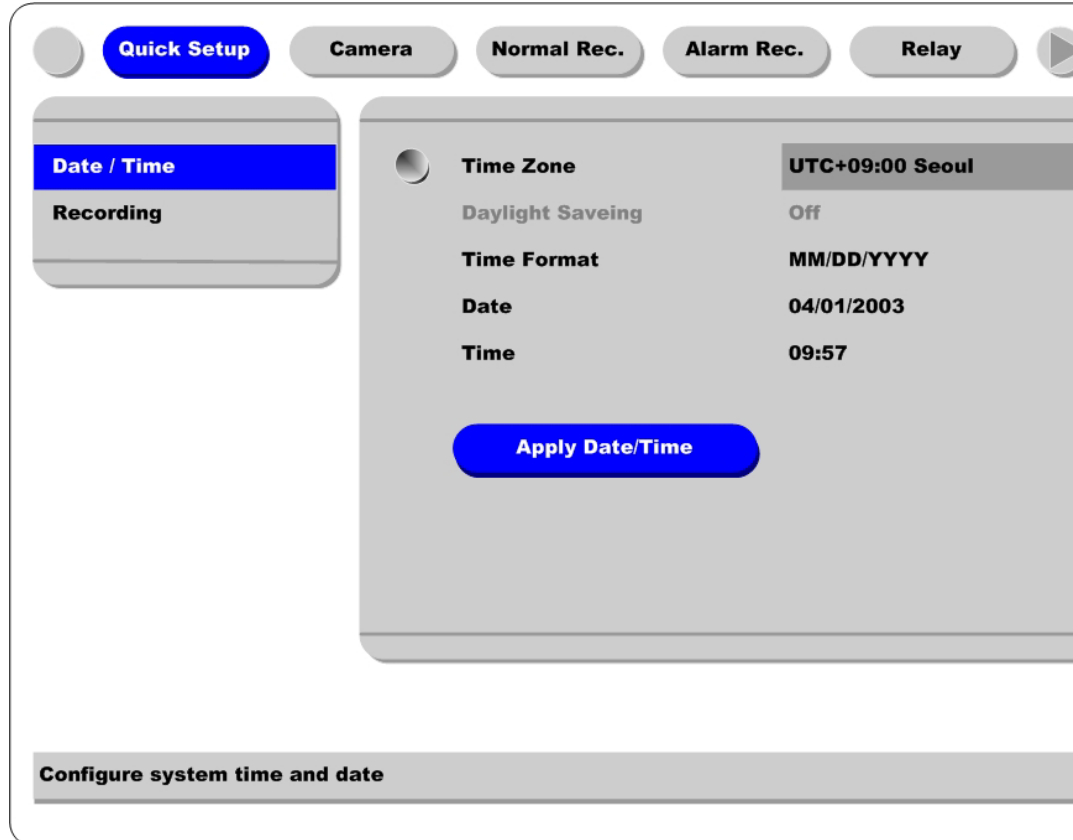 Quick Setup Camera Normal Rec. Alarm Rec. Relay
Date / Time
Recording
Time Zone UTC+09:00 Seoul
Daylight Saveing Off
Time Format MM/DD/YYYY
Date 04/01/2003
Time 09:57
Apply Date/Time
Configure system time and date